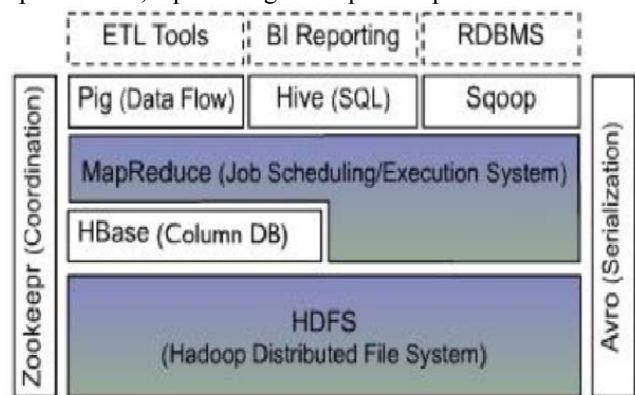 ETL Tools
BI Reporting
RDBMS
Pig (Data Flow)
Hive (SQL)
Sqoop
MapReduce (Job Scheduling/Execution System)
HBase (Column DB)
HDFS
(Hadoop Distributed File System)
Zookeepr (Coordination)
Avro (Serialization)